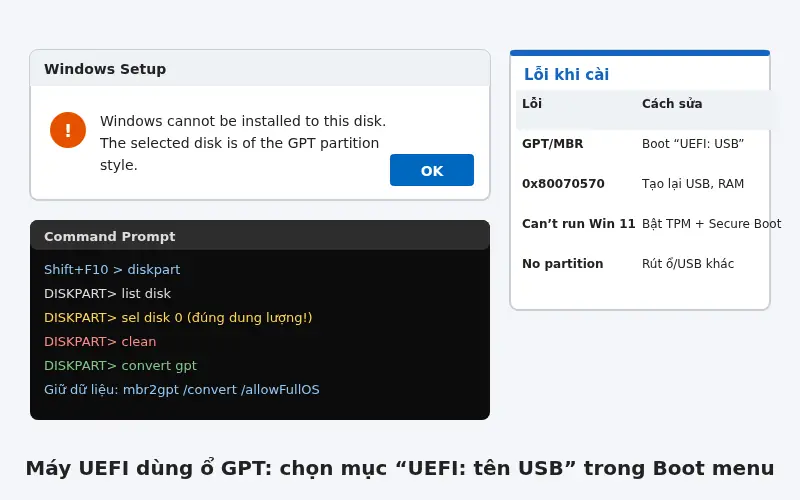 Windows Setup
!
Windows cannot be installed to this disk.
The selected disk is of the GPT partition
style.
OK
Command Prompt
Shift+F10 > diskpart
DISKPART> list disk
DISKPART> sel disk 0 (đúng dung lượng!)
DISKPART> clean
DISKPART> convert gpt
Giữ dữ liệu: mbr2gpt /convert /allowFullOS
Lỗi khi cài
Lỗi Cách sửa
GPT/MBR Boot “UEFI: USB”
0x80070570 Tạo lại USB, RAM
Can’t run Win 11 Bật TPM + Secure Boot
No partition Rút ổ/USB khác
Máy UEFI dùng ổ GPT: chọn mục “UEFI: tên USB” trong Boot menu